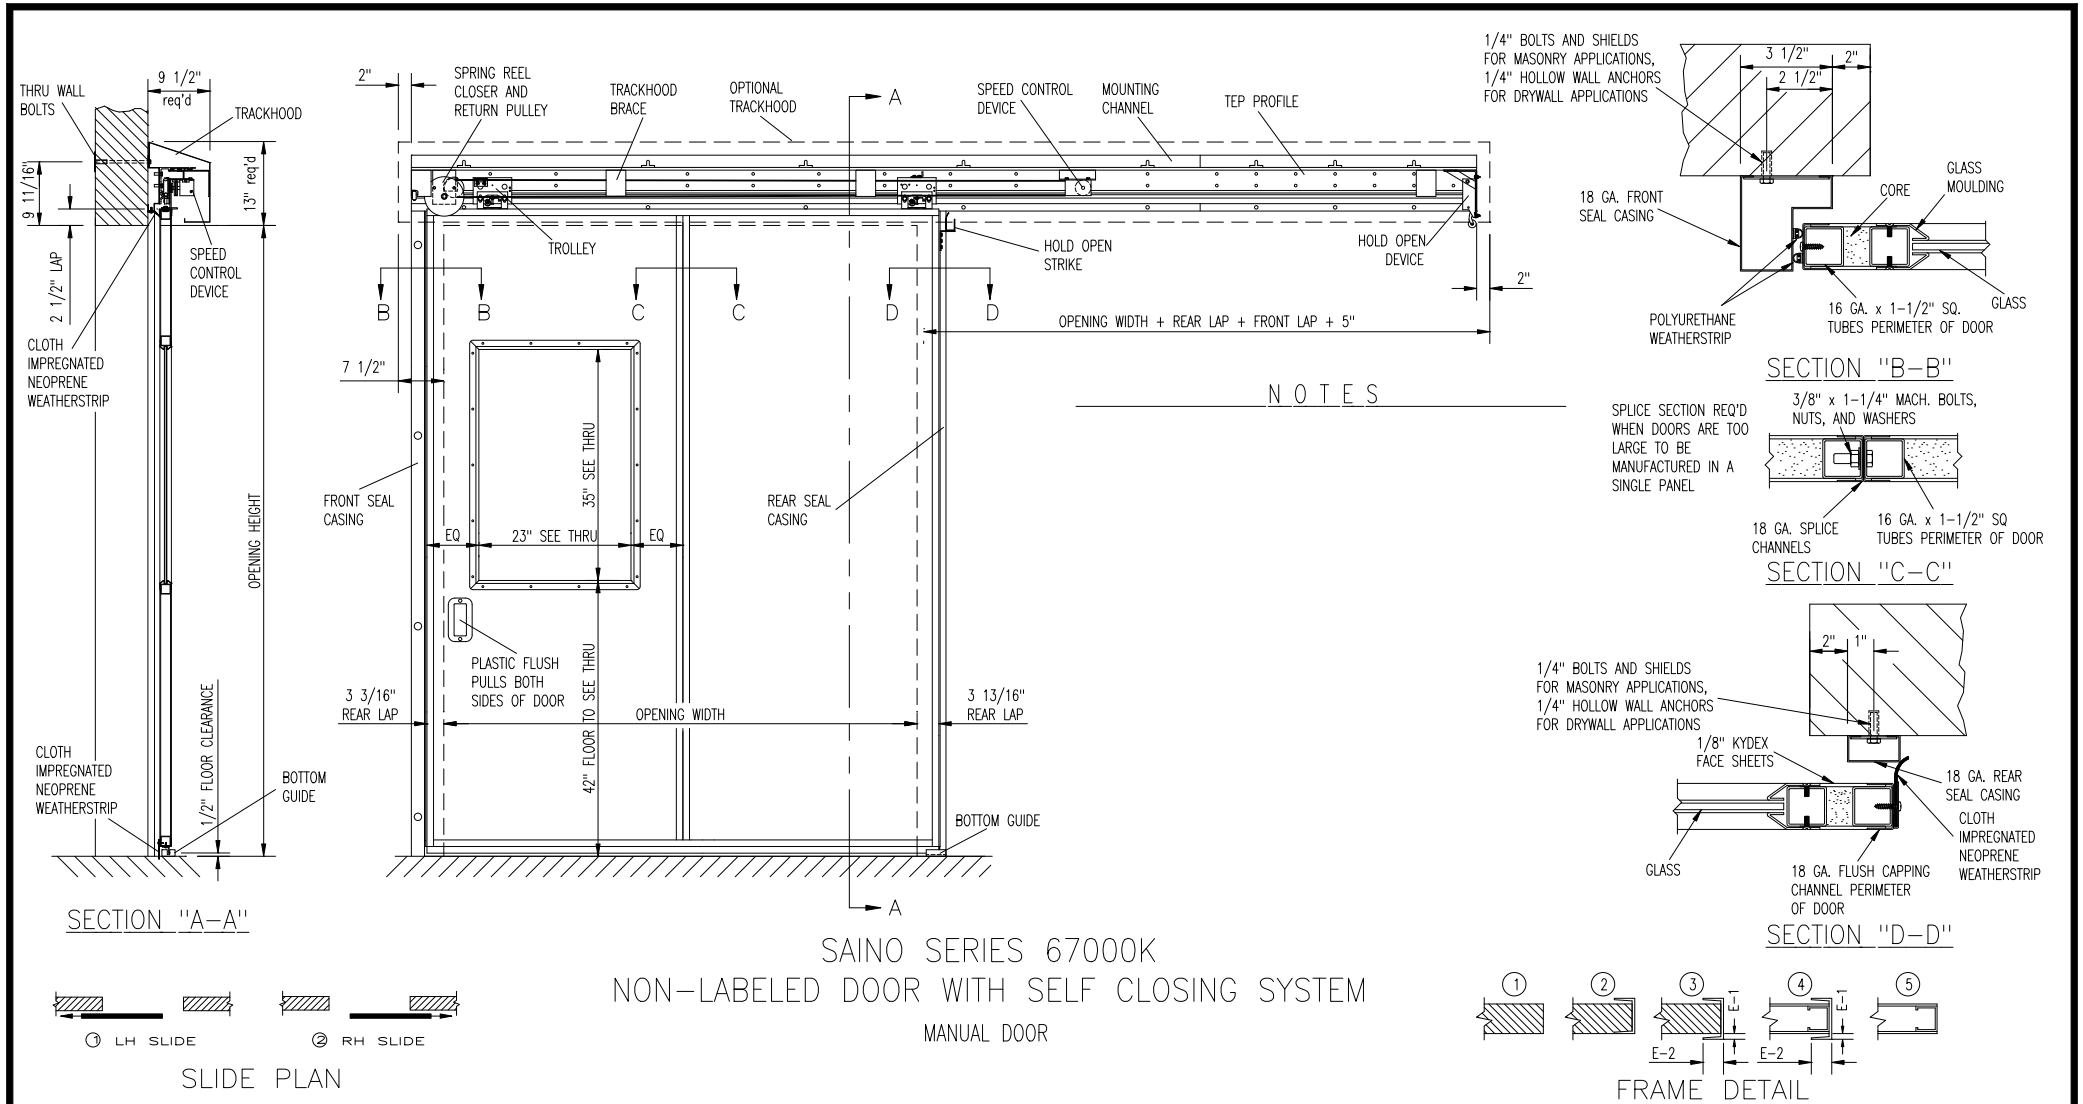 THRU WALL
BOLTS
9 1/2"
req'd
TRACKHOOD
9 11/16"
13" req'd
2 1/2" LAP
SPEED
CONTROL
DEVICE
CLOTH
IMPREGNATED
NEOPRENE
WEATHERSTRIP
OPENING HEIGHT
1/2" FLOOR CLEARANCE
CLOTH
IMPREGNATED
NEOPRENE
WEATHERSTRIP
BOTTOM
GUIDE
SECTION "A-A"
2"
SPRING REEL
CLOSER AND
RETURN PULLEY
TRACKHOOD
BRACE
OPTIONAL
TRACKHOOD
A
SPEED CONTROL
DEVICE
MOUNTING
CHANNEL
TEP PROFILE
TROLLEY
HOLD OPEN
STRIKE
HOLD OPEN
DEVICE
2"
B
B
C
C
D
D
OPENING WIDTH + REAR LAP + FRONT LAP + 5"
7 1/2"
35" SEE THRU
FRONT SEAL
CASING
REAR SEAL
CASING
EQ
23" SEE THRU
EQ
PLASTIC FLUSH
PULLS BOTH
SIDES OF DOOR
42" FLOOR TO SEE THRU
3 3/16"
REAR LAP
OPENING WIDTH
3 13/16"
REAR LAP
BOTTOM GUIDE
A
NOTES
1/4" BOLTS AND SHIELDS
FOR MASONRY APPLICATIONS,
1/4" HOLLOW WALL ANCHORS
FOR DRYWALL APPLICATIONS
3 1/2"
2"
2 1/2"
18 GA. FRONT
SEAL CASING
CORE
GLASS
MOULDING
GLASS
16 GA. x 1-1/2" SQ.
TUBES PERIMETER OF DOOR
POLYURETHANE
WEATHERSTRIP
SECTION "B-B"
SPLICE SECTION REQ'D
WHEN DOORS ARE TOO
LARGE TO BE
MANUFACTURED IN A
SINGLE PANEL
3/8" x 1-1/4" MACH. BOLTS,
NUTS, AND WASHERS
18 GA. SPLICE
CHANNELS
16 GA. x 1-1/2" SQ
TUBES PERIMETER OF DOOR
SECTION "C-C"
2"
1"
1/4" BOLTS AND SHIELDS
FOR MASONRY APPLICATIONS,
1/4" HOLLOW WALL ANCHORS
FOR DRYWALL APPLICATIONS
1/8" KYDEX
FACE SHEETS
18 GA. REAR
SEAL CASING
CLOTH
IMPREGNATED
NEOPRENE
WEATHERSTRIP
GLASS
18 GA. FLUSH CAPPING
CHANNEL PERIMETER
OF DOOR
SECTION "D-D"
SAINO SERIES 67000K
NON-LABELED DOOR WITH SELF CLOSING SYSTEM
MANUAL DOOR
1 LH SLIDE
2 RH SLIDE
SLIDE PLAN
1
2
3
4
5
E-1
E-1
E-2
E-2
FRAME DETAIL